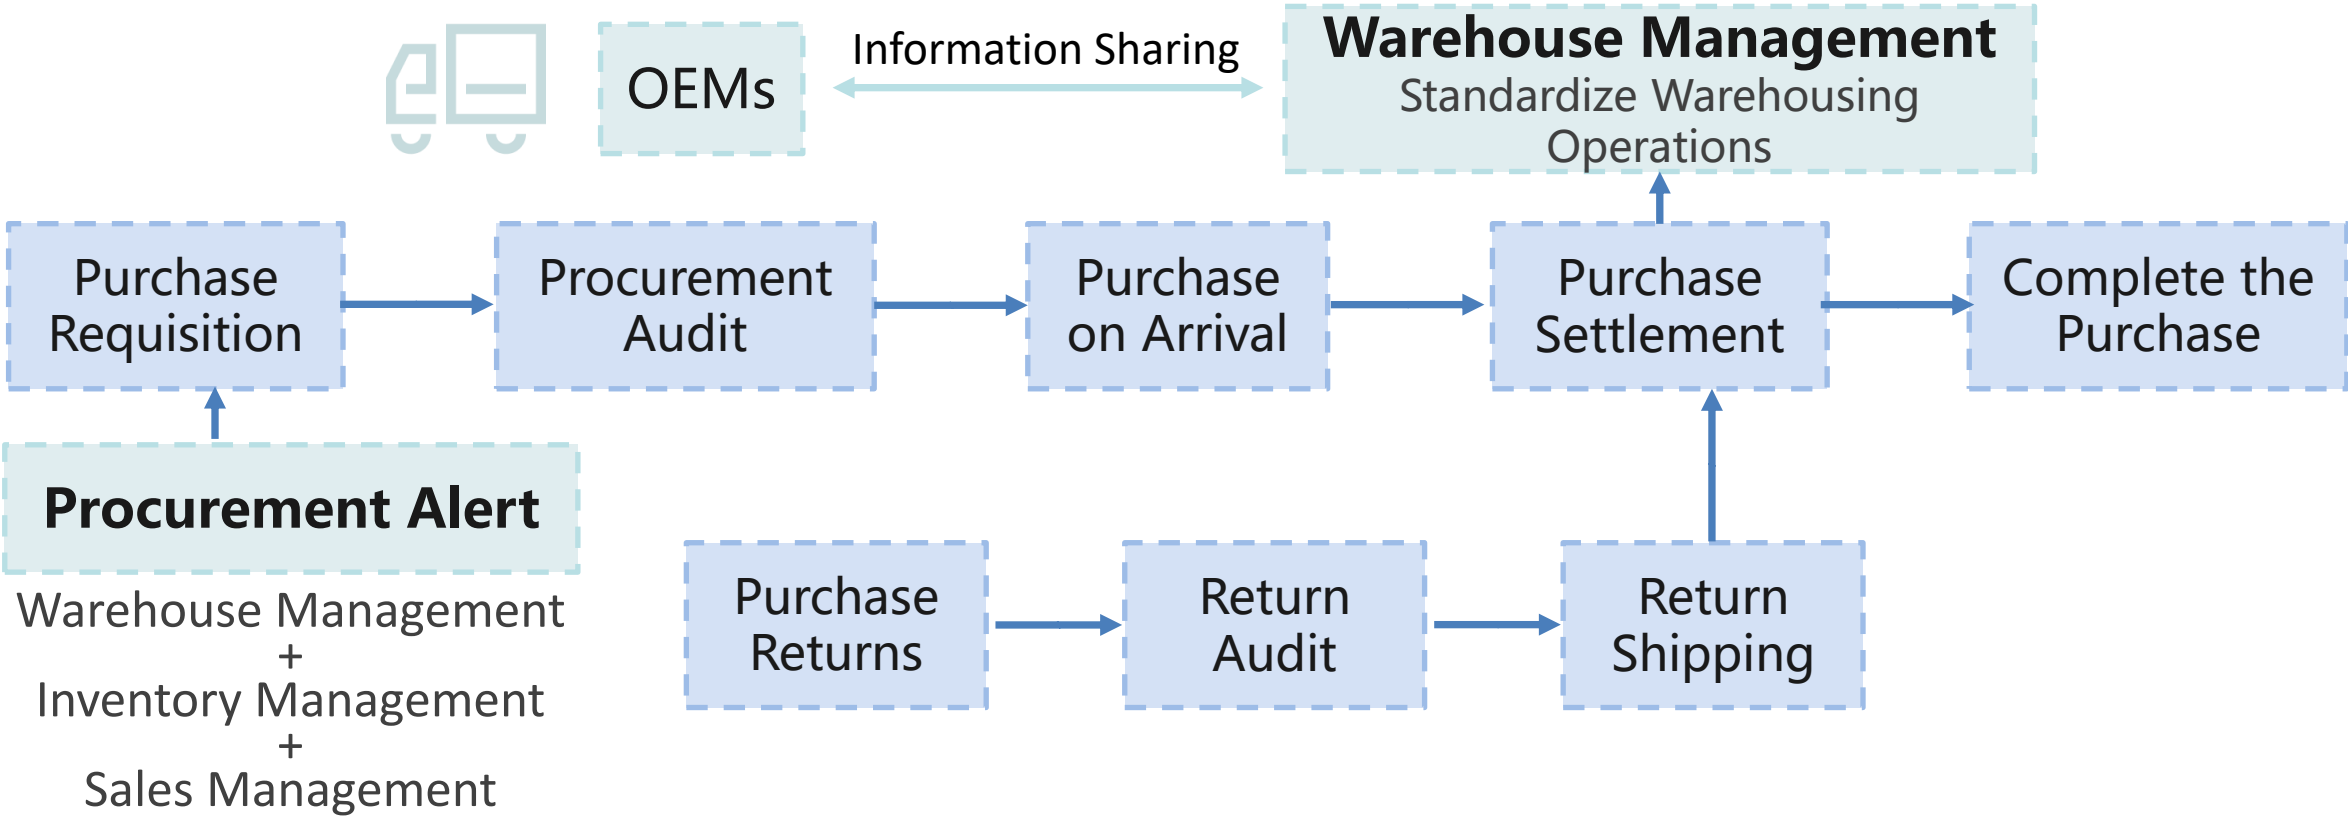 OEMs
Information Sharing
Warehouse Management
Standardize Warehousing
Operations
Purchase
Requisition
Procurement
Audit
Purchase
on Arrival
Purchase
Settlement
Complete the
Purchase
Procurement Alert
Warehouse Management
+
Inventory Management
+
Sales Management
Purchase
Returns
Return
Audit
Return
Shipping